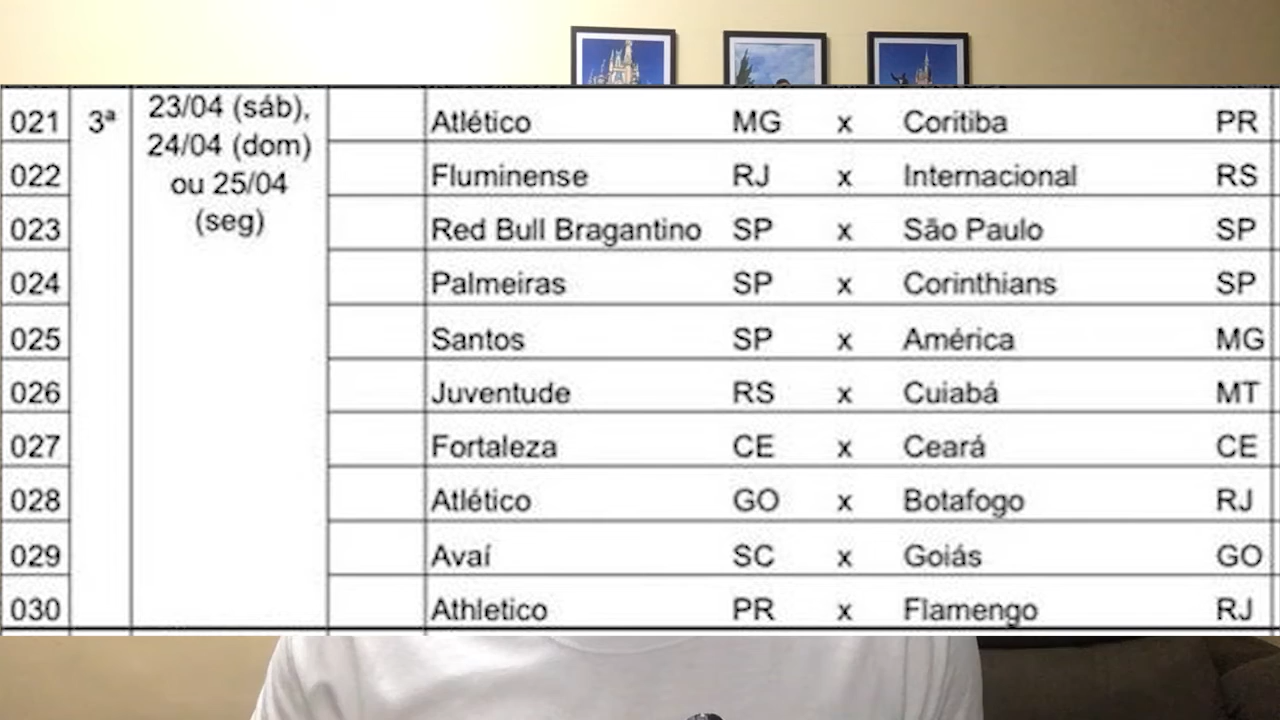 021 3ª 23/04 (sáb), Atlético MG x Coritiba PR
24/04 (dom)
022 Fluminense RJ x Internacional RS
ou 25/04
023 (seg) Red Bull Bragantino SP x São Paulo SP
024 Palmeiras SP x Corinthians SP
025 Santos SP x América MG
026 Juventude RS x Cuiabá MT
027 Fortaleza CE x Ceará CE
028 Atlético GO x Botafogo RJ
029 Avaí SC x Goiás GO
030 Athletico PR x Flamengo RJ